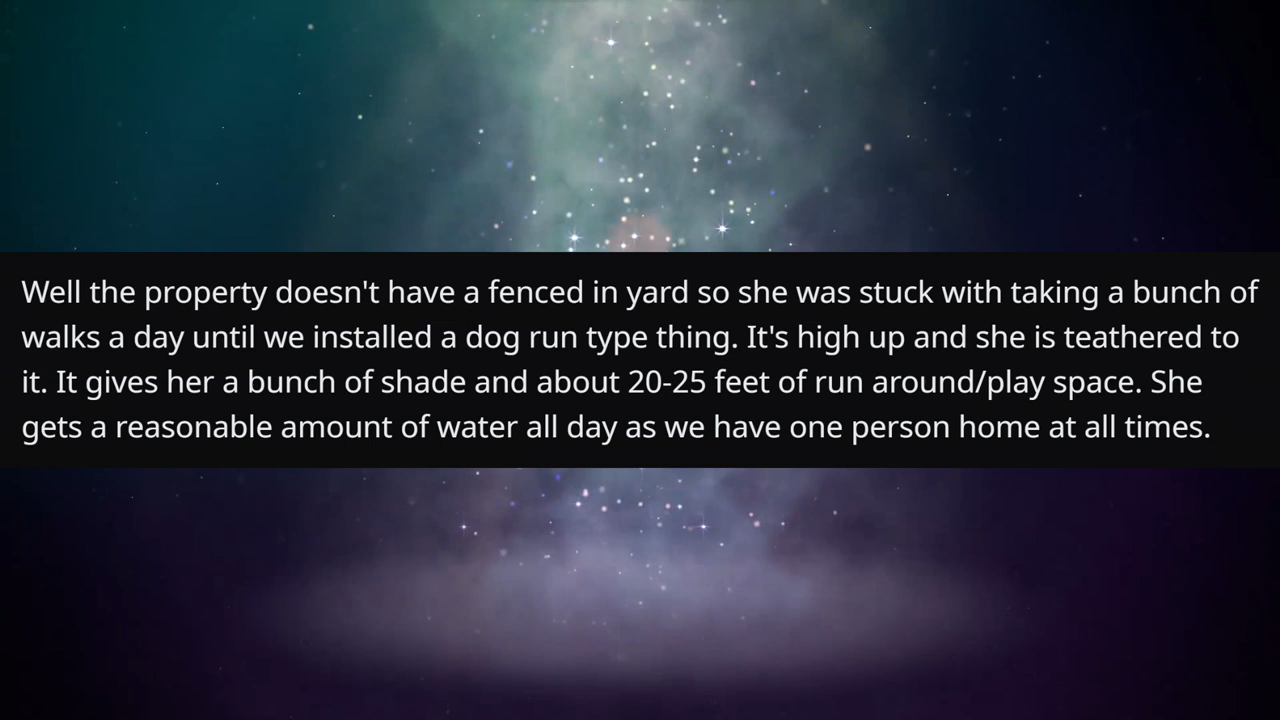 Well the property doesn't have a fenced in yard so she was stuck with taking a bunch of
walks a day until we installed a dog run type thing. It's high up and she is teathered to
it. It gives her a bunch of shade and about 20-25 feet of run around/play space. She
gets a reasonable amount of water all day as we have one person home at all times.